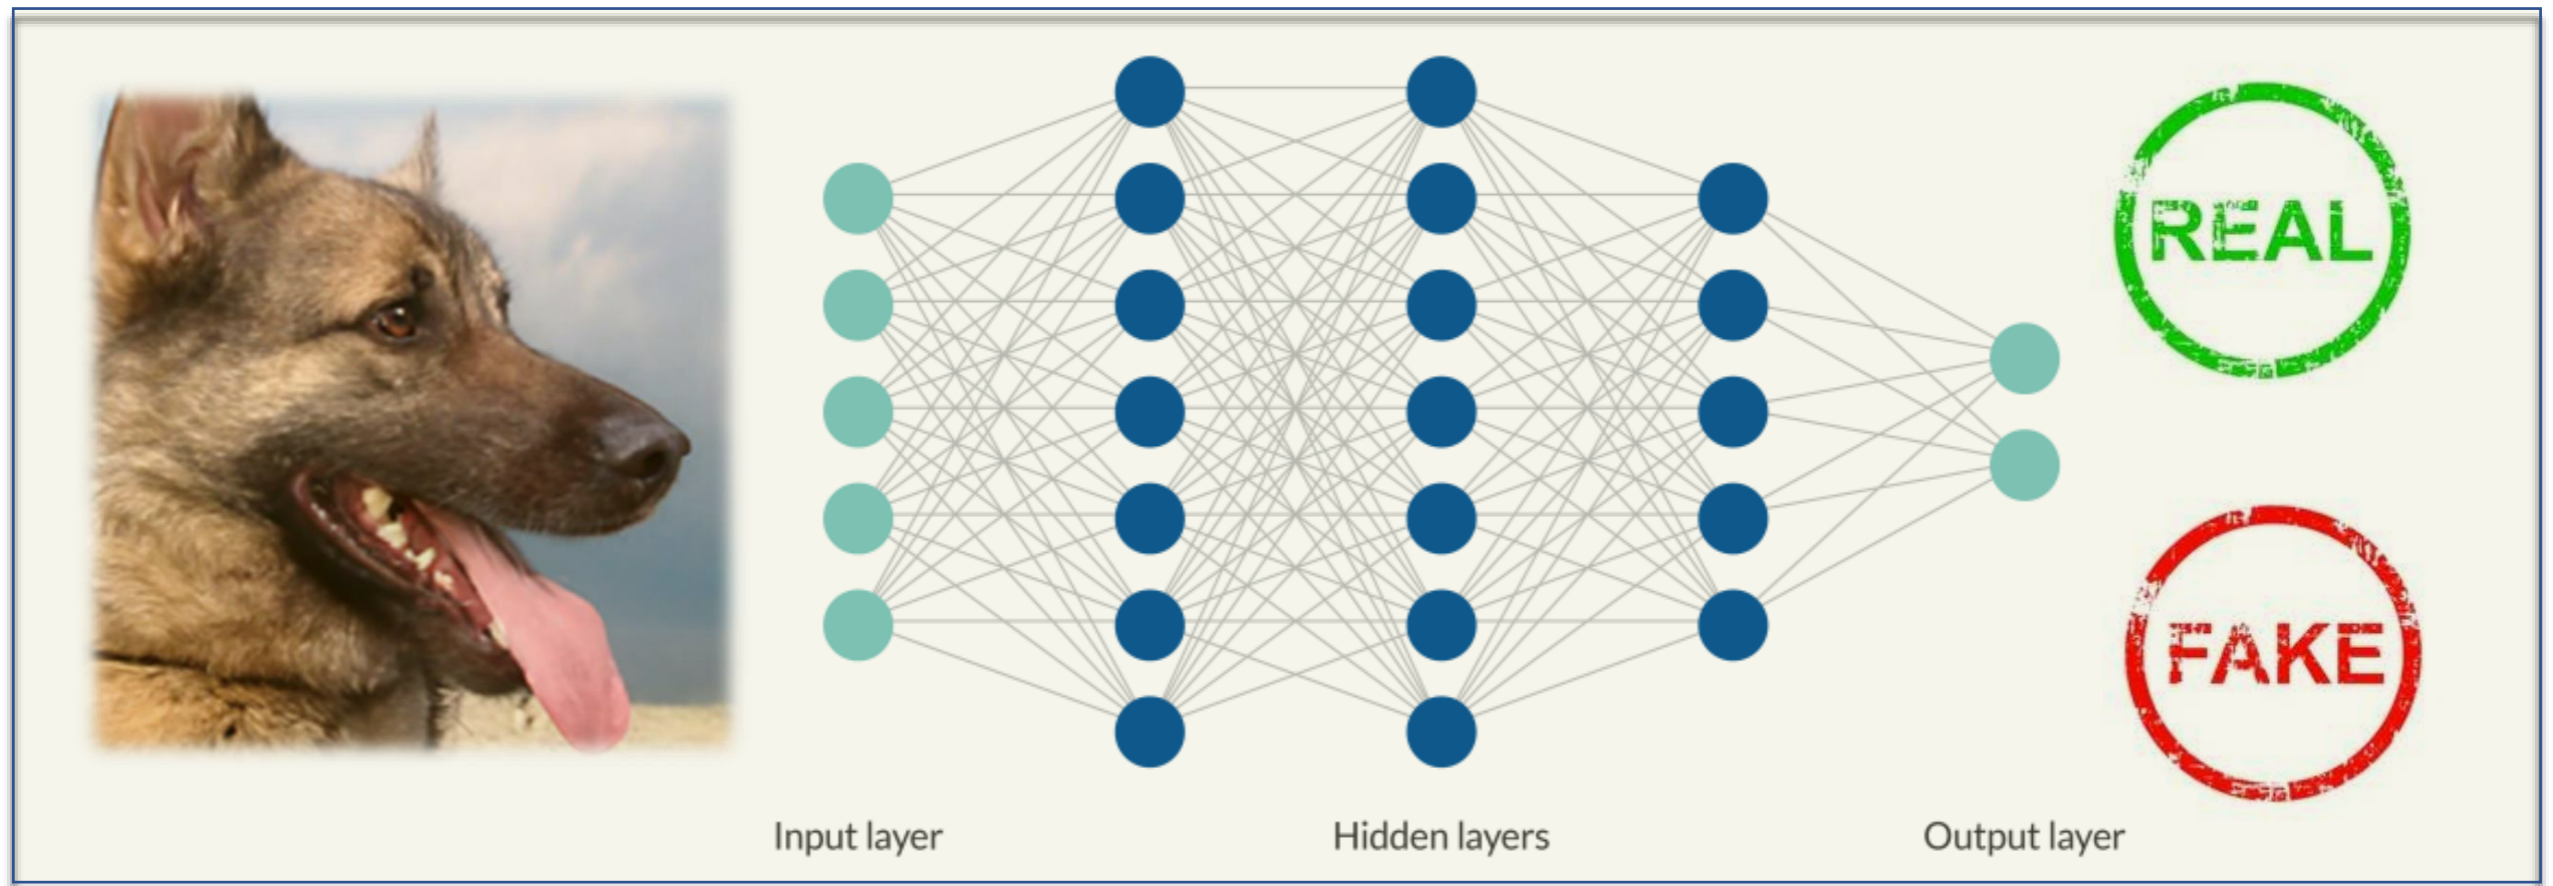 REAL
FAKE
Input layer
Hidden layers
Output layer